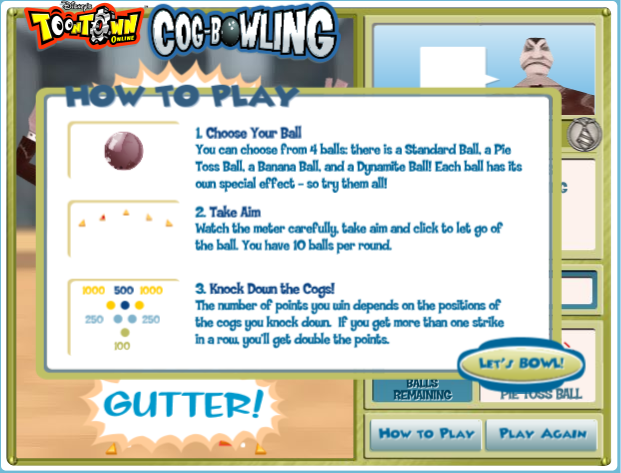 Disney's
TOONTOWN
ONLINE
COG-BOWLING
HOW TO PLAY
1. Choose Your Ball
You can choose from 4 balls: there is a Standard Ball, a Pie
Toss Ball, a Banana Ball, and a Dynamite Ball! Each ball has its
own special effect - so try them all!
2. Take Aim
Watch the meter carefully, take aim and click to let go of
the ball. You have 10 balls per round.
1000 500 1000
250 250
100
3. Knock Down the Cogs!
The number of points you win depends on the positions of
the cogs you knock down. If you get more than one strike
in a row, you'll get double the points.
LET'S BOWL!
GUTTER!
BALLS
REMAINING
PIE TOSS BALL
HOW TO PLAY
PLAY AGAIN